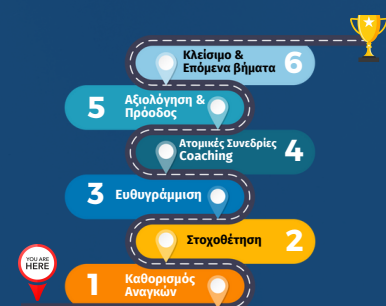 Κλείσιμο &
Επόμενα βήματα
6
5
Αξιολόγηση &
Πρόοδος
Ατομικές Συνεδρίες
Coaching
4
3
Ευθυγράμμιση
Στοχοθέτηση
2
YOU ARE
HERE
1
Καθορισμός
Αναγκών